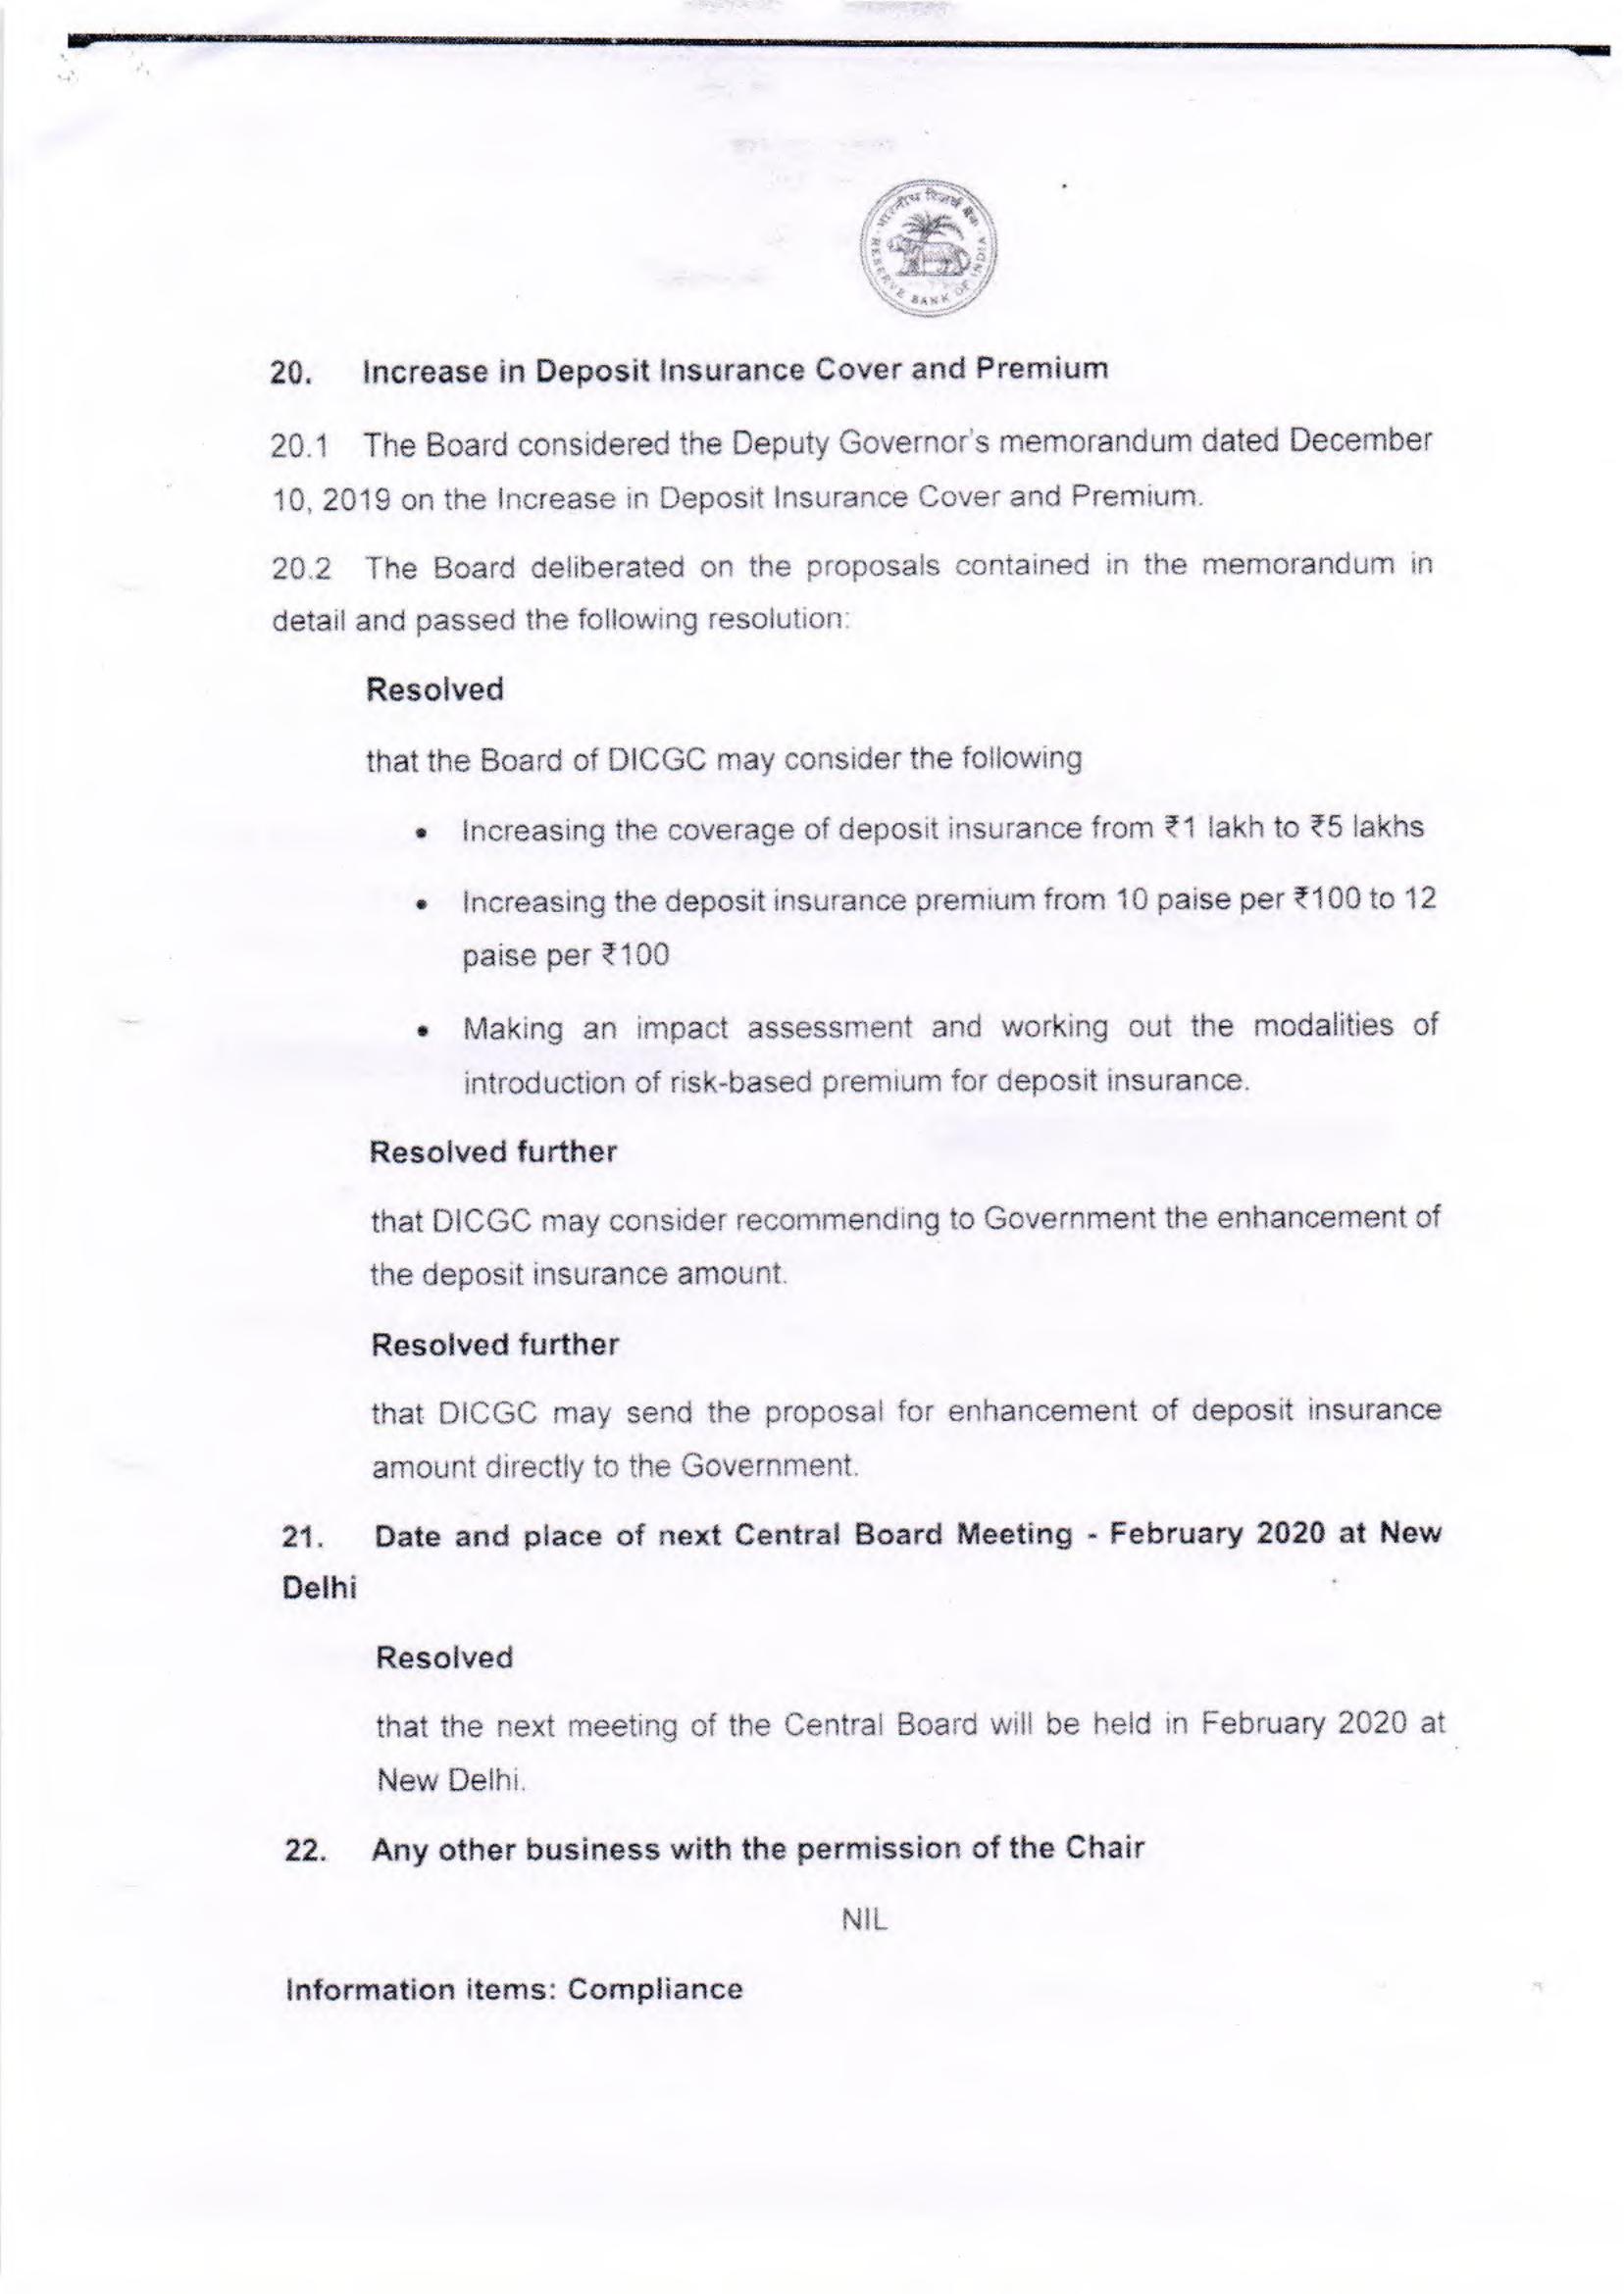 भारतीय रिज़र्व बैंक
RESERVE BANK OF INDIA
20. Increase in Deposit Insurance Cover and Premium
20.1 The Board considered the Deputy Governor's memorandum dated December
10, 2019 on the Increase in Deposit Insurance Cover and Premium.
20.2 The Board deliberated on the proposals contained in the memorandum in
detail and passed the following resolution:
Resolved
that the Board of DICGC may consider the following
• Increasing the coverage of deposit insurance from ₹1 lakh to ₹5 lakhs
• Increasing the deposit insurance premium from 10 paise per ₹100 to 12
paise per ₹100
• Making an impact assessment and working out the modalities of
introduction of risk-based premium for deposit insurance.
Resolved further
that DICGC may consider recommending to Government the enhancement of
the deposit insurance amount.
Resolved further
that DICGC may send the proposal for enhancement of deposit insurance
amount directly to the Government.
21. Date and place of next Central Board Meeting - February 2020 at New
Delhi
Resolved
that the next meeting of the Central Board will be held in February 2020 at
New Delhi.
22. Any other business with the permission of the Chair
NIL
Information items: Compliance